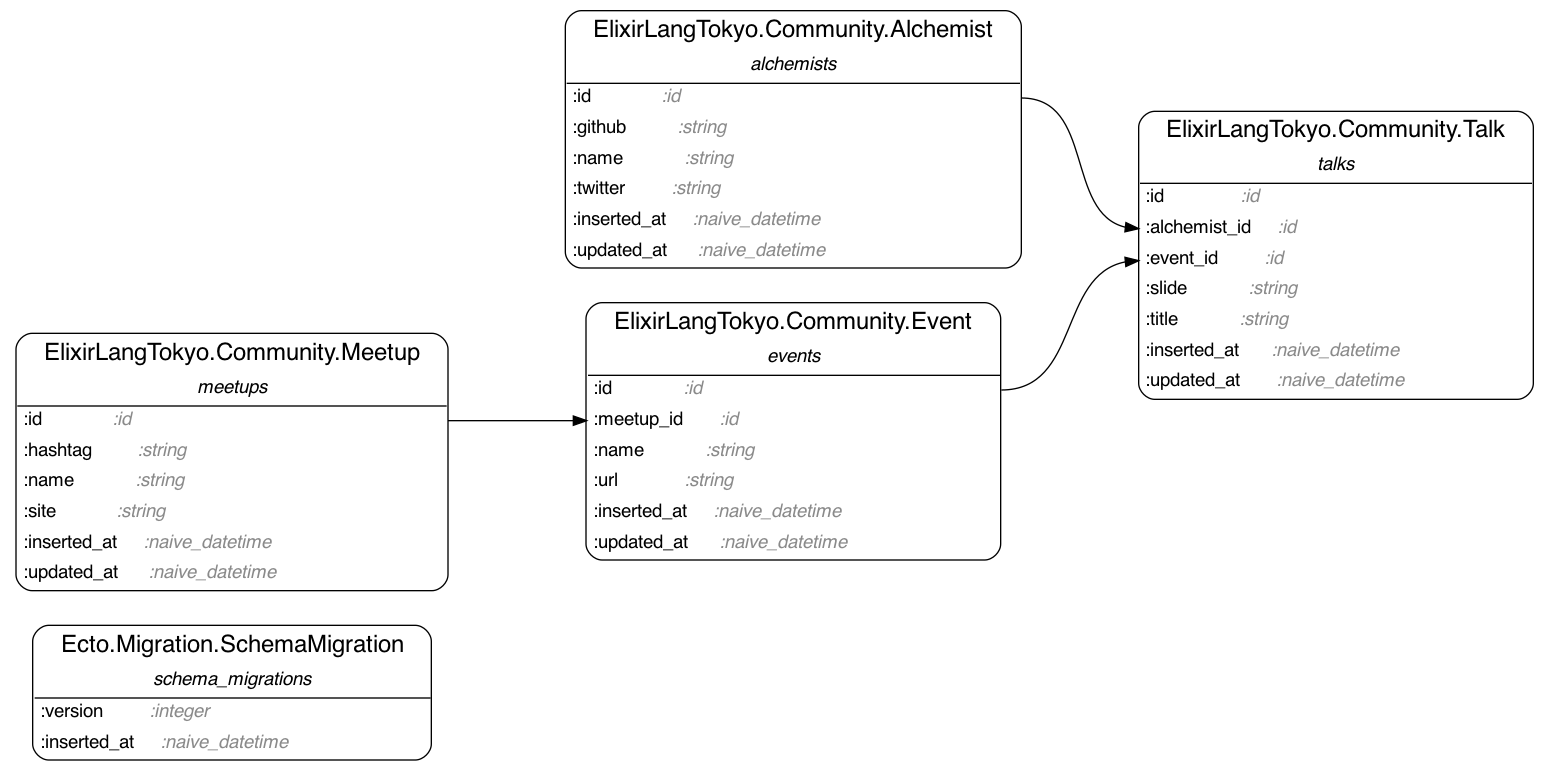 ElixirLangTokyo.Community.Alchemist
alchemists
:id :id
:github :string
:name :string
:twitter :string
:inserted_at :naive_datetime
:updated_at :naive_datetime
ElixirLangTokyo.Community.Talk
talks
:id :id
:alchemist_id :id
:event_id :id
:slide :string
:title :string
:inserted_at :naive_datetime
:updated_at :naive_datetime
ElixirLangTokyo.Community.Event
events
:id :id
:meetup_id :id
:name :string
:url :string
:inserted_at :naive_datetime
:updated_at :naive_datetime
ElixirLangTokyo.Community.Meetup
meetups
:id :id
:hashtag :string
:name :string
:site :string
:inserted_at :naive_datetime
:updated_at :naive_datetime
Ecto.Migration.SchemaMigration
schema_migrations
:version :integer
:inserted_at :naive_datetime